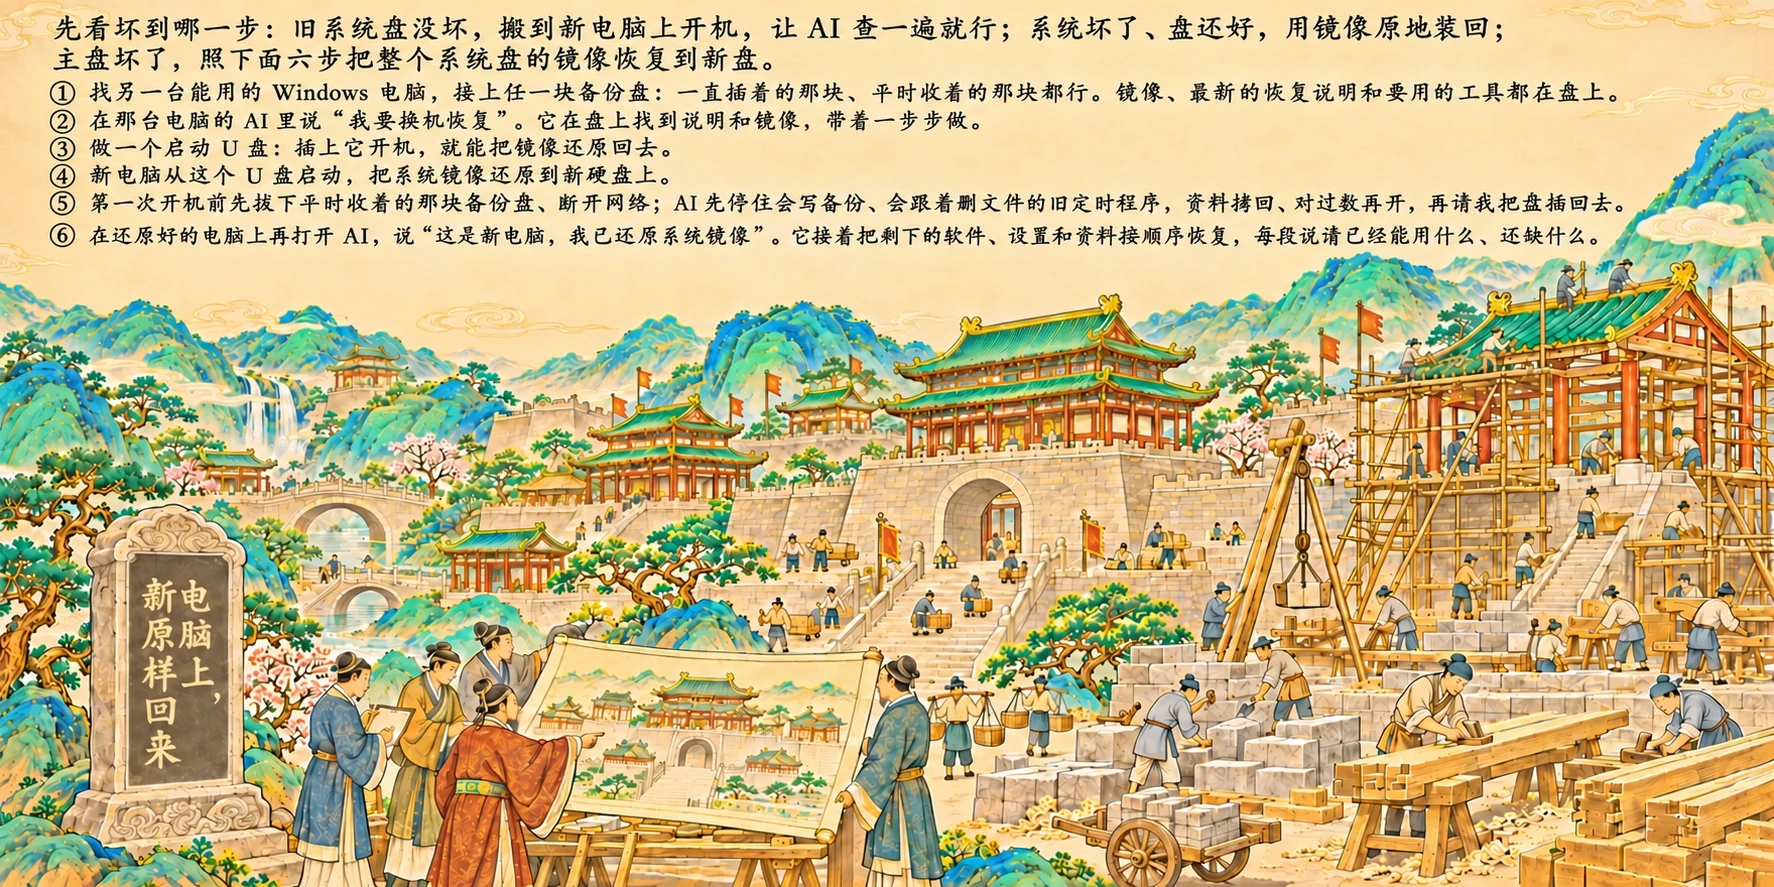 先看坏到哪一步：旧系统盘没坏，搬到新电脑上开机，让 AI 查一遍就行；系统坏了、盘还好，用镜像原地装回；
主盘坏了，照下面六步把整个系统盘的镜像恢复到新盘。
① 找另一台能用的 Windows 电脑，接上任一块备份盘：一直插着的那块、平时收着的那块都行。镜像、最新的恢复说明和要用的工具都在盘上。
② 在那台电脑的 AI 里说“我要换机恢复”。它在盘上找到说明和镜像，带着一步步做。
③ 做一个启动 U 盘：插上它开机，就能把镜像还原回去。
④ 新电脑从这个 U 盘启动，把系统镜像还原到新硬盘上。
⑤ 第一次开机前先拔下平时收着的那块备份盘、断开网络；AI 先停住会写备份、会跟着删文件的旧定时程序，资料拷回、对过数再开，再请我把盘插回去。
⑥ 在还原好的电脑上再打开 AI，说“这是新电脑，我已还原系统镜像”。它接着把剩下的软件、设置和资料按顺序恢复，每段说请已经能用什么、还缺什么。
电脑上，
新原样回来